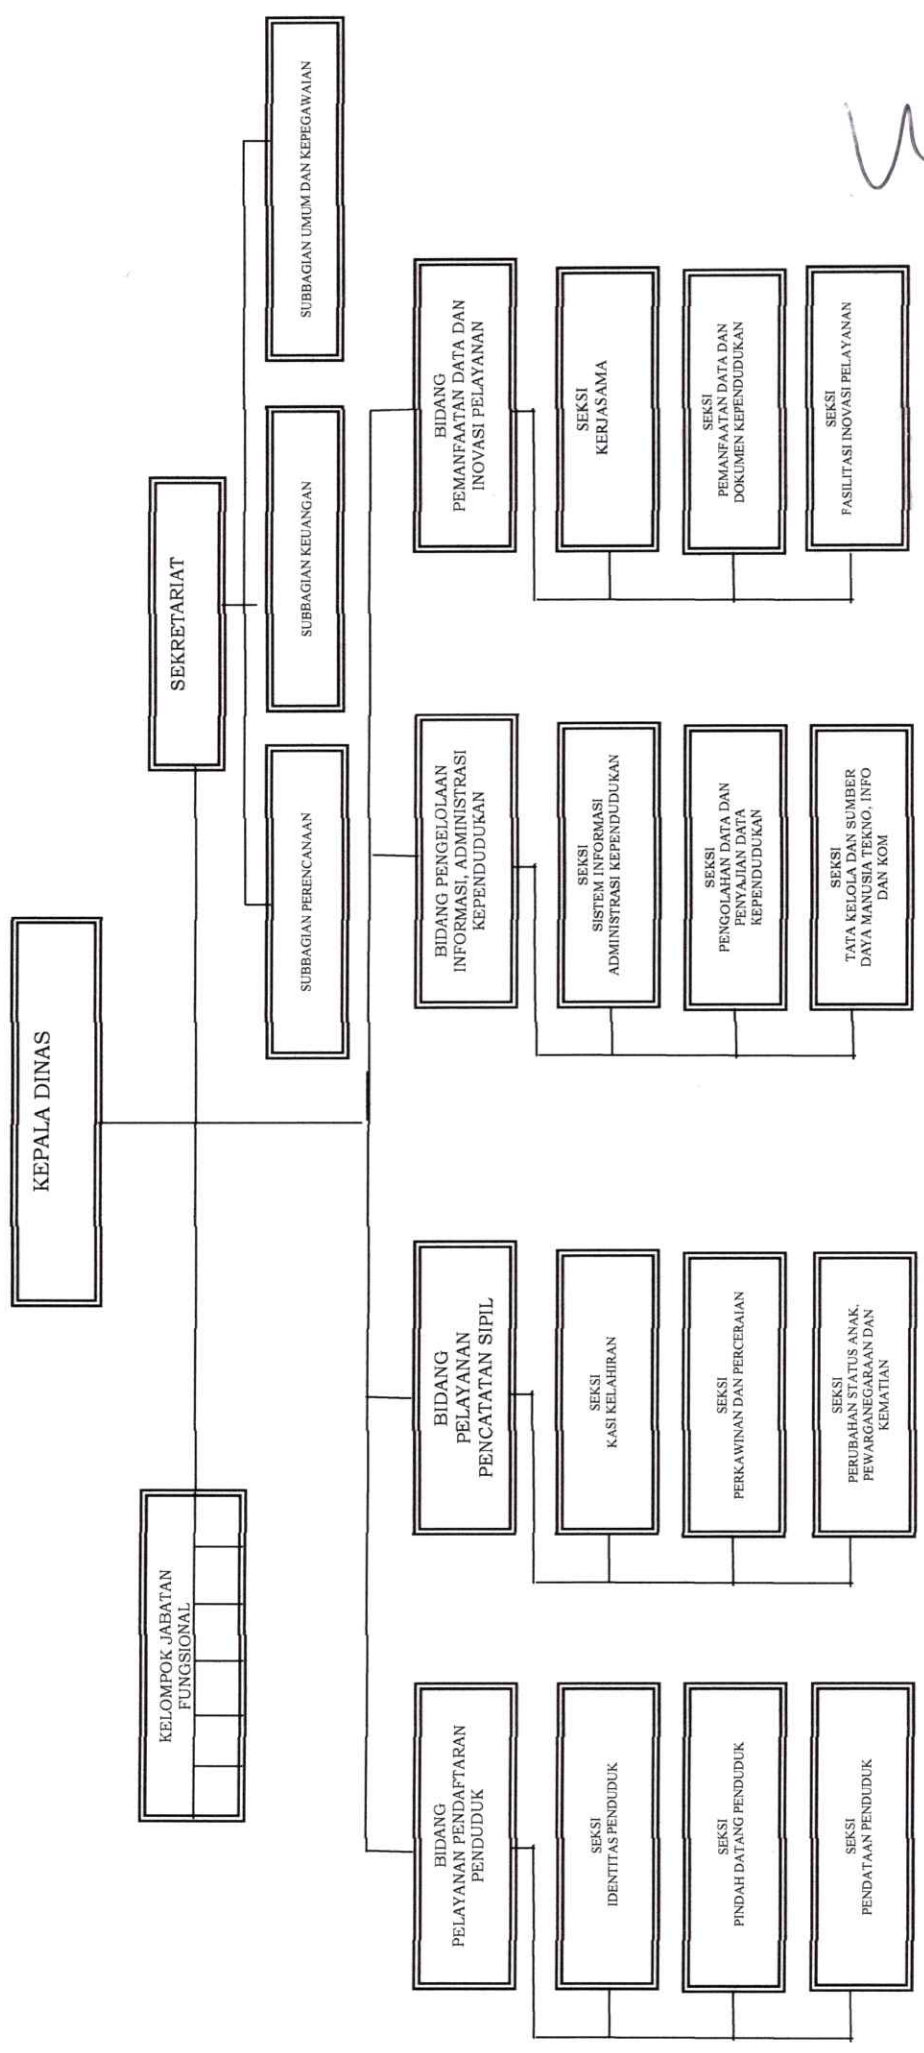 KEPALA DINAS
KELOMPOK JABATAN
FUNGSIONAL
SEKRETARIAT
SUBBAGIAN PERENCANAAN
SUBBAGIAN KEUANGAN
SUBBAGIAN UMUM DAN KEPEGAWAIAN
BIDANG
PELAYANAN PENDAFTARAN
PENDUDUK
SEKSI
IDENTITAS PENDUDUK
SEKSI
PINDAH DATANG PENDUDUK
SEKSI
PENDATAAN PENDUDUK
BIDANG
PELAYANAN
PENCATATAN SIPIL
SEKSI
KASI KELAHIRAN
SEKSI
PERKAWINAN DAN PERCERAIAN
SEKSI
PERUBAHAN STATUS ANAK,
PEWARGANEGARAAN DAN
KEMATIAN
BIDANG PENGELOLAAN
INFORMASI, ADMINISTRASI
KEPENDUDUKAN
SEKSI
SISTEM INFORMASI
ADMINISTRASI KEPENDUDUKAN
SEKSI
PENGOLAHAN DATA DAN
PENYAJIAN DATA
KEPENDUDUKAN
SEKSI
TATA KELOLA DAN SUMBER
DAYA MANUSIA TEKNO, INFO
DAN KOM
BIDANG
PEMANFAATAN DATA DAN
INOVASI PELAYANAN
SEKSI
KERJASAMA
SEKSI
PEMANFAATAN DATA DAN
DOKUMEN KEPENDUDUKAN
SEKSI
FASILITASI INOVASI PELAYANAN